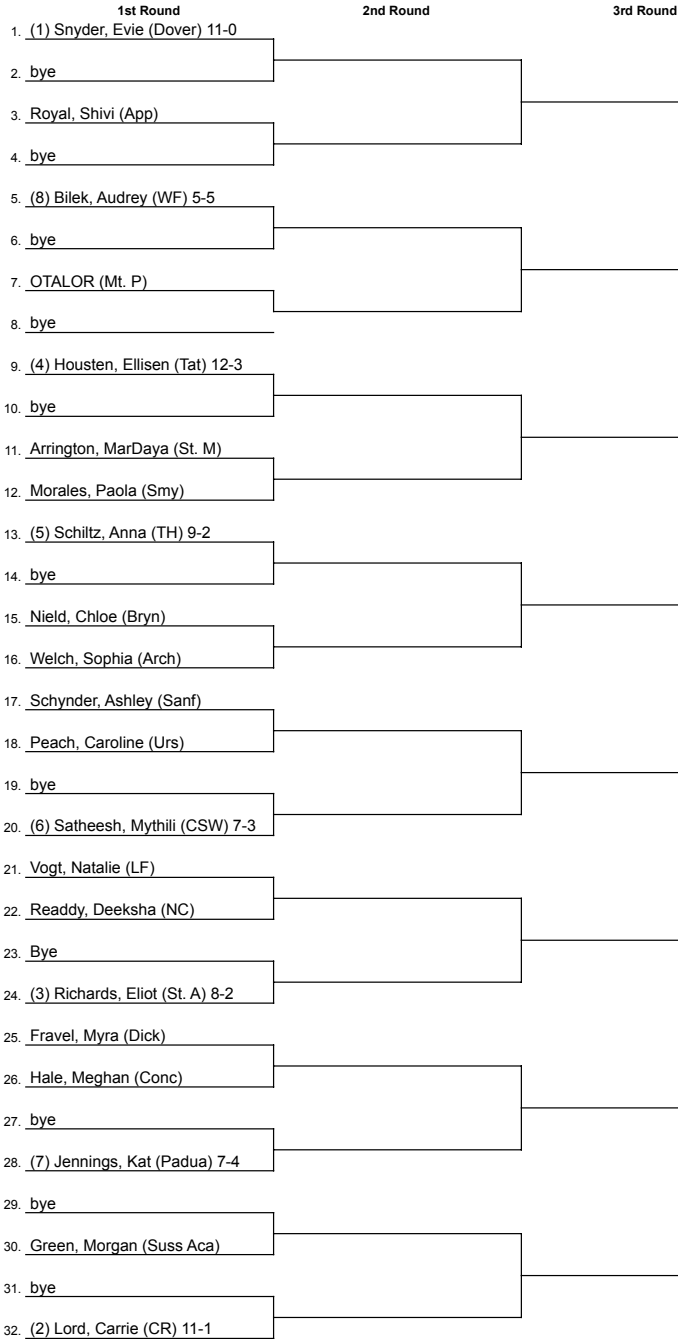 1st Round 2nd Round 3rd Round
1. (1) Snyder, Evie (Dover) 11-0
2. bye
3. Royal, Shivi (App)
4. bye
5. (8) Bilek, Audrey (WF) 5-5
6. bye
7. OTALOR (Mt. P)
8. bye
9. (4) Housten, Ellisen (Tat) 12-3
10. bye
11. Arrington, MarDaya (St. M)
12. Morales, Paola (Smy)
13. (5) Schiltz, Anna (TH) 9-2
14. bye
15. Nield, Chloe (Bryn)
16. Welch, Sophia (Arch)
17. Schynder, Ashley (Sanf)
18. Peach, Caroline (Urs)
19. bye
20. (6) Satheesh, Mythili (CSW) 7-3
21. Vogt, Natalie (LF)
22. Readdy, Deeksha (NC)
23. Bye
24. (3) Richards, Eliot (St. A) 8-2
25. Fravel, Myra (Dick)
26. Hale, Meghan (Conc)
27. bye
28. (7) Jennings, Kat (Padua) 7-4
29. bye
30. Green, Morgan (Suss Aca)
31. bye
32. (2) Lord, Carrie (CR) 11-1